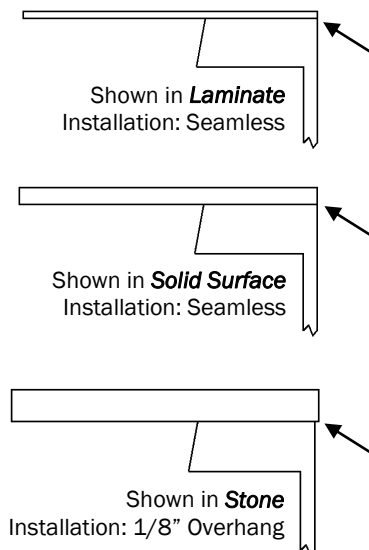 Shown in Laminate
Installation: Seamless
Shown in Solid Surface
Installation: Seamless
Shown in Stone
Installation: 1/8” Overhang